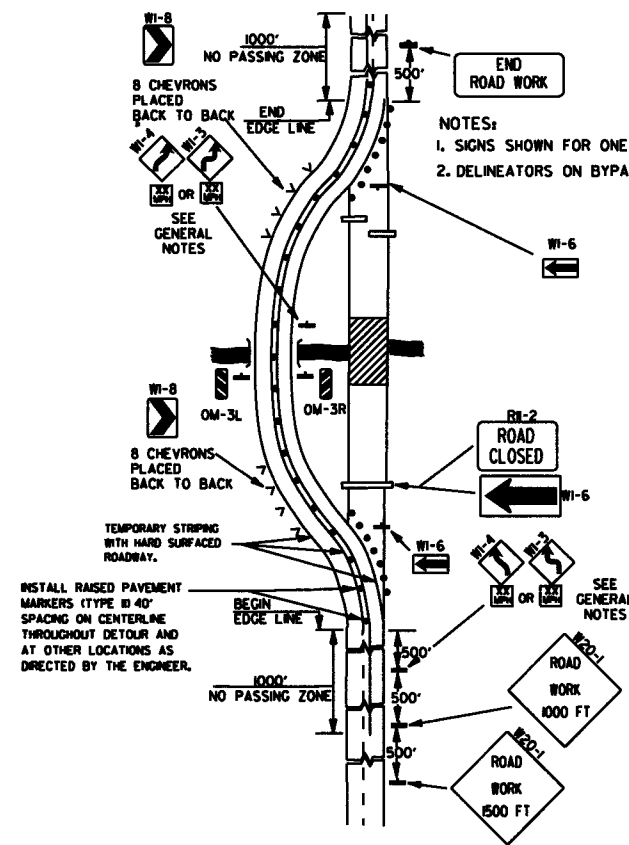 W1-8
1000'
NO PASSING ZONE
500'
END
ROAD WORK
8 CHEVRONS
PLACED
BACK TO BACK
END
EDGE LINE
NOTES:
1. SIGNS SHOWN FOR ONE
2. DELINEATORS ON BYPA
W1-4
W1-3
XX
MPH
OR
XX
MPH
SEE
GENERAL
NOTES
W1-6
OM-3L
OM-3R
W1-8
8 CHEVRONS
PLACED
BACK TO BACK
R11-2
ROAD
CLOSED
W1-6
TEMPORARY STRIPING
WITH HARD SURFACED
ROADWAY.
W1-6
W1-4
W1-3
XX
MPH
OR
XX
MPH
SEE
GENERAL
NOTES
INSTALL RAISED PAVEMENT
MARKERS (TYPE II) 40'
SPACING ON CENTERLINE
THROUGHOUT DETOUR AND
AT OTHER LOCATIONS AS
DIRECTED BY THE ENGINEER.
BEGIN
EDGE LINE
1000'
NO PASSING ZONE
500'
500'
500'
W20-1
ROAD
WORK
1000 FT
W20-1
ROAD
WORK
1500 FT